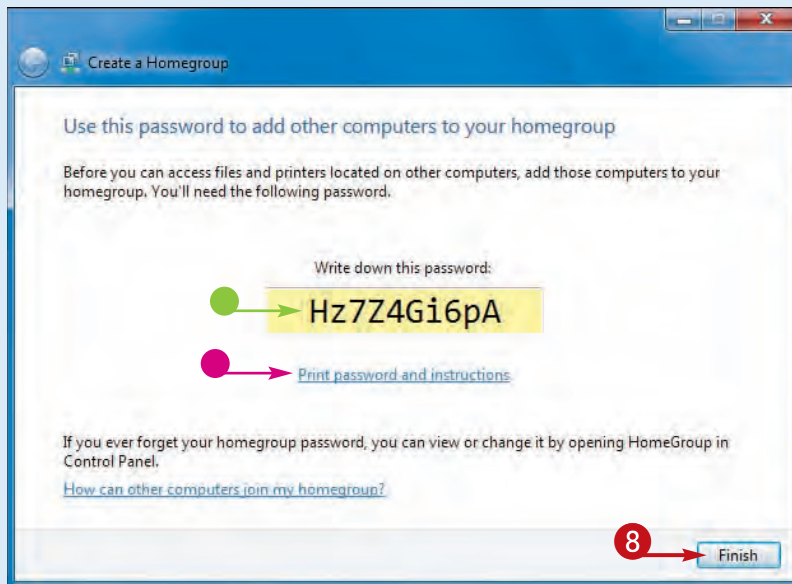 Create a Homegroup
Use this password to add other computers to your homegroup
Before you can access files and printers located on other computers, add those computers to your
homegroup. You'll need the following password.
Write down this password:
Hz7Z4Gi6pA
Print password and instructions
If you ever forget your homegroup password, you can view or change it by opening HomeGroup in
Control Panel.
How can other computers join my homegroup?
8
Finish